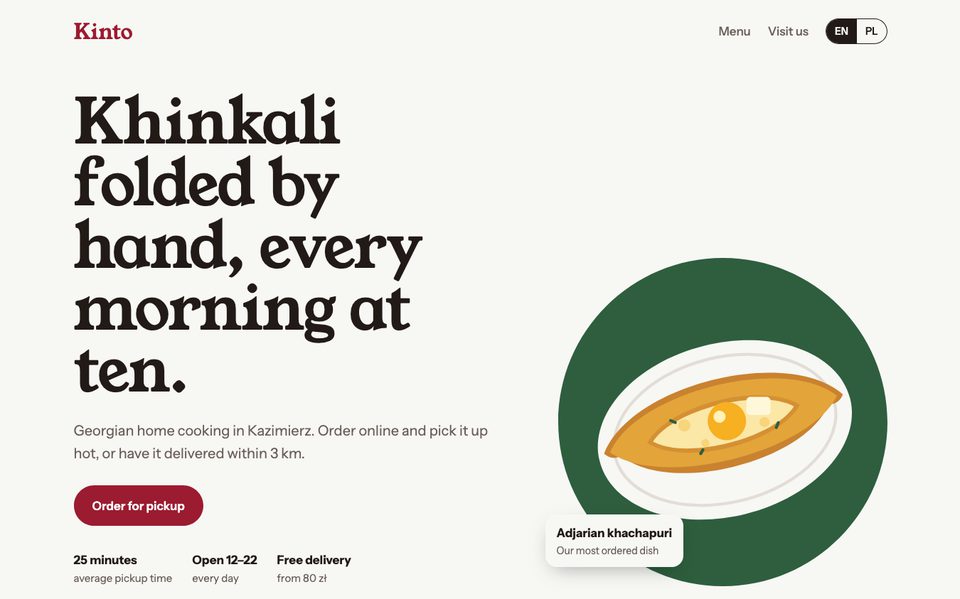 Kinto
Menu Visit us EN PL
Khinkali
folded by
hand, every
morning at
ten.
Georgian home cooking in Kazimierz. Order online and pick it up
hot, or have it delivered within 3 km.
Order for pickup
25 minutes
average pickup time
Open 12–22
every day
Free delivery
from 80 zł
Adjarian khachapuri
Our most ordered dish